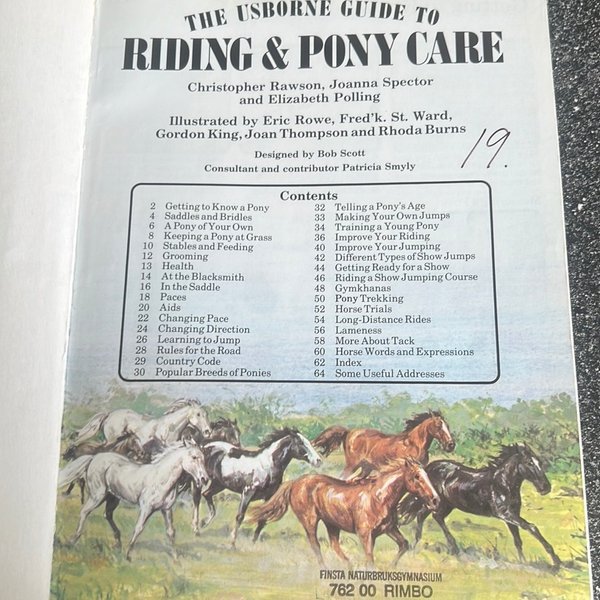 THE USBORNE GUIDE TO
RIDING & PONY CARE
Christopher Rawson, Joanna Spector
and Elizabeth Polling
Illustrated by Eric Rowe, Fred'k. St. Ward,
Gordon King, Joan Thompson and Rhoda Burns
19.
Designed by Bob Scott
Consultant and contributor Patricia Smyly
Contents
2 Getting to Know a Pony
4 Saddles and Bridles
6 A Pony of Your Own
8 Keeping a Pony at Grass
10 Stables and Feeding
12 Grooming
13 Health
14 At the Blacksmith
16 In the Saddle
18 Paces
20 Aids
22 Changing Pace
24 Changing Direction
26 Learning to Jump
28 Rules for the Road
29 Country Code
30 Popular Breeds of Ponies
32 Telling a Pony's Age
33 Making Your Own Jumps
34 Training a Young Pony
36 Improve Your Riding
40 Improve Your Jumping
42 Different Types of Show Jumps
44 Getting Ready for a Show
46 Riding a Show Jumping Course
48 Gymkhanas
50 Pony Trekking
52 Horse Trials
54 Long-Distance Rides
56 Lameness
58 More About Tack
60 Horse Words and Expressions
62 Index
64 Some Useful Addresses
FINSTA NATURBRUKSGYMNASIUM
762 00 RIMBO